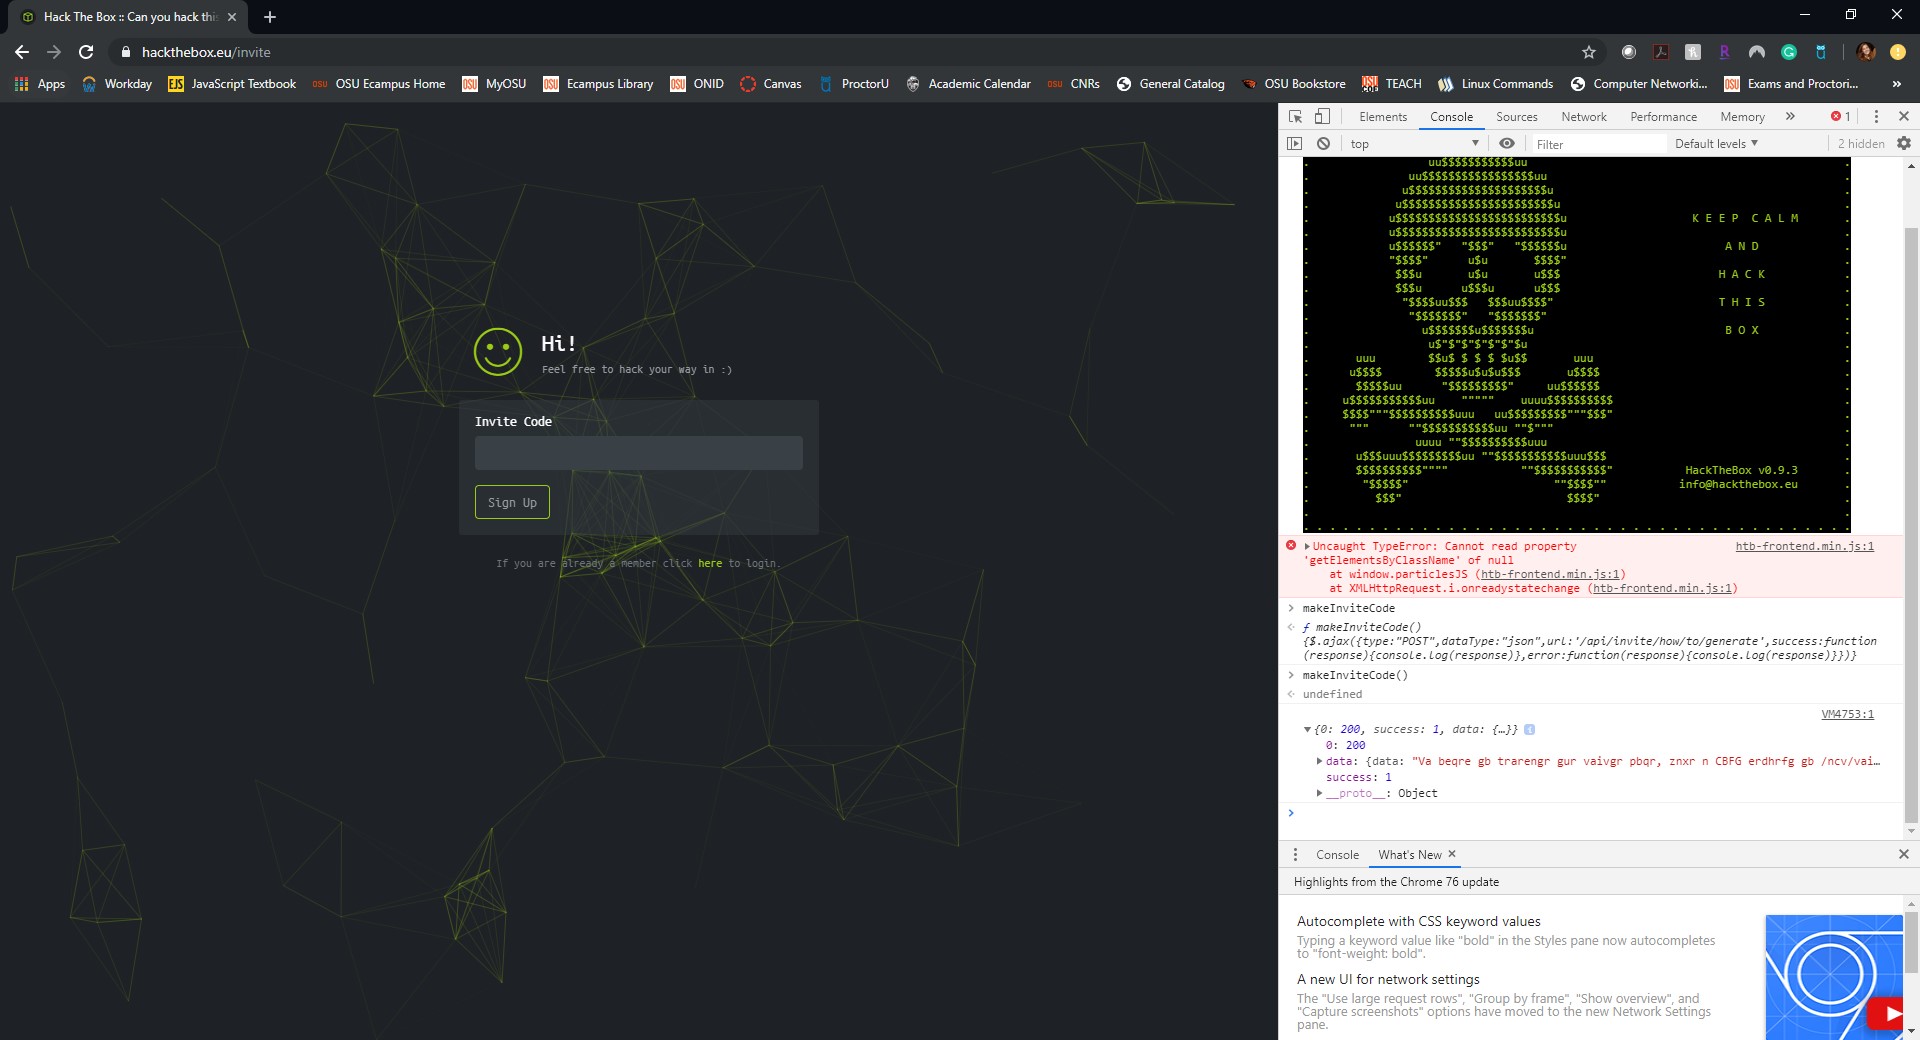 Hack The Box :: Can you hack this
hackthebox.eu/invite
Apps Workday JavaScript Textbook OSU Ecampus Home MyOSU Ecampus Library ONID Canvas ProctorU Academic Calendar CNRs General Catalog OSU Bookstore TEACH Linux Commands Computer Networki... Exams and Proctori... »
Hi!
Feel free to hack your way in :)
Invite Code
Sign Up
If you are already a member click here to login.
Elements Console Sources Network Performance Memory » 1
top Filter Default levels 2 hidden
KEEP CALM
AND
HACK
THIS
BOX
HackTheBox v0.9.3
info@hackthebox.eu
Uncaught TypeError: Cannot read property htb-frontend.min.js:1
'getElementsByClassName' of null
at window.particlesJS (htb-frontend.min.js:1)
at XMLHttpRequest.i.onreadystatechange (htb-frontend.min.js:1)
makeInviteCode
ƒ makeInviteCode()
{$.ajax({type:"POST",dataType:"json",url:'/api/invite/how/to/generate',success:function
(response){console.log(response)},error:function(response){console.log(response)}})}
makeInviteCode()
undefined
VM4753:1
{0: 200, success: 1, data: {…}}
0: 200
data: {data: "Va beqre gb trarengr gur vaivgr pbqr, znxr n CBFG erdhrfg gb /ncv/vai…
success: 1
__proto__: Object
Console What's New
Highlights from the Chrome 76 update
Autocomplete with CSS keyword values
Typing a keyword value like "bold" in the Styles pane now autocompletes
to "font-weight: bold".
A new UI for network settings
The "Use large request rows", "Group by frame", "Show overview", and
"Capture screenshots" options have moved to the new Network Settings
pane.